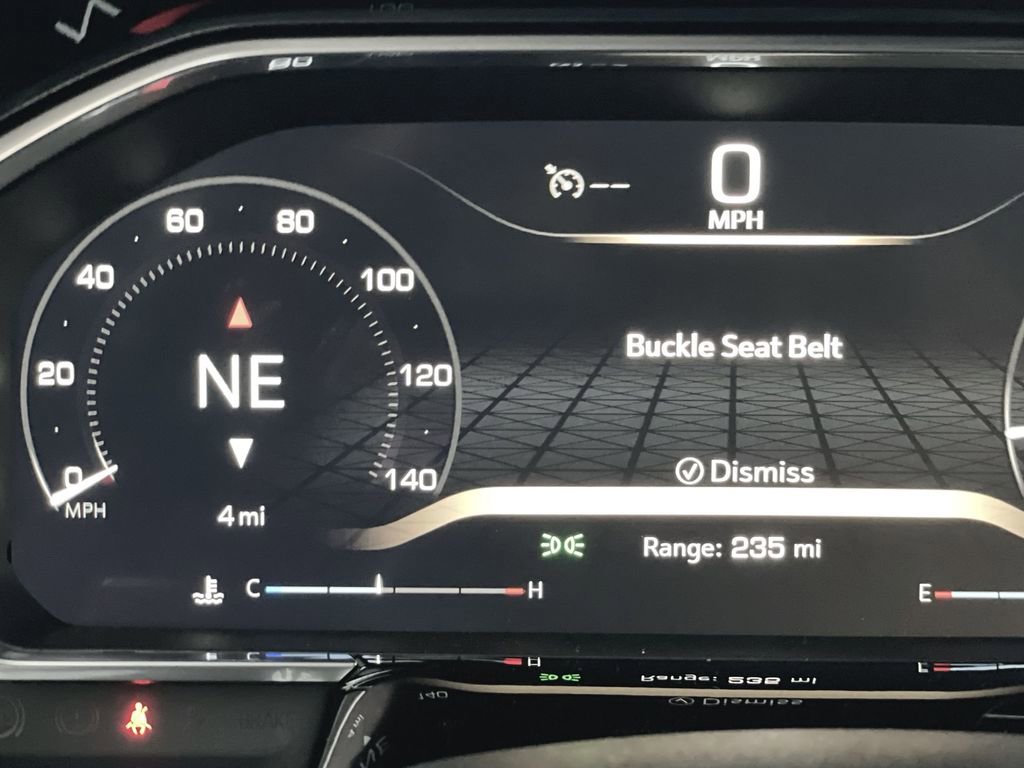 0
MPH
60 80
40 100
20 120
0 140
MPH
NE
4 mi
Buckle Seat Belt
Dismiss
Range: 235 mi
C H
E
BRAKE